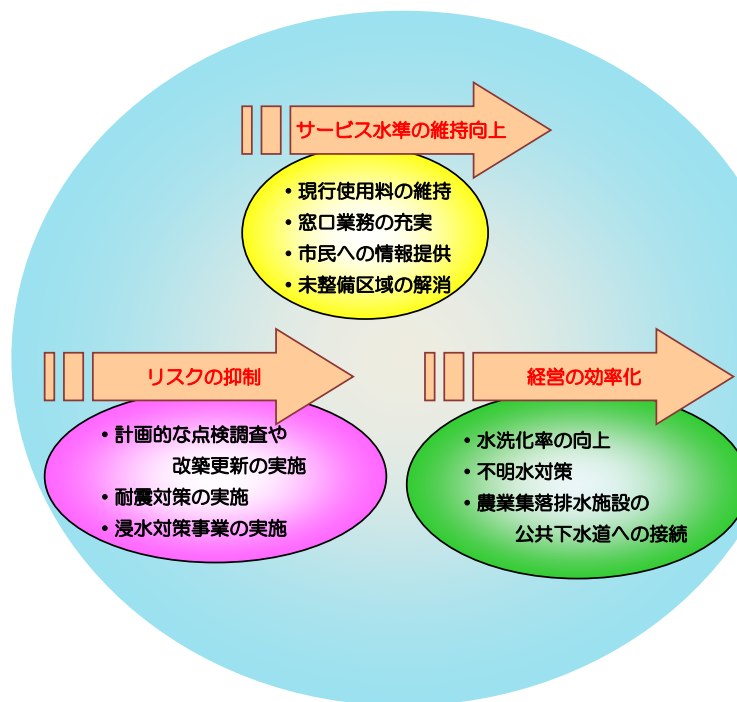 サービス水準の維持向上
・現行使用料の維持
・窓口業務の充実
・市民への情報提供
・未整備区域の解消
リスクの抑制
・計画的な点検調査や
改築更新の実施
・耐震対策の実施
・浸水対策事業の実施
経営の効率化
・水洗化率の向上
・不明水対策
・農業集落排水施設の
公共下水道への接続